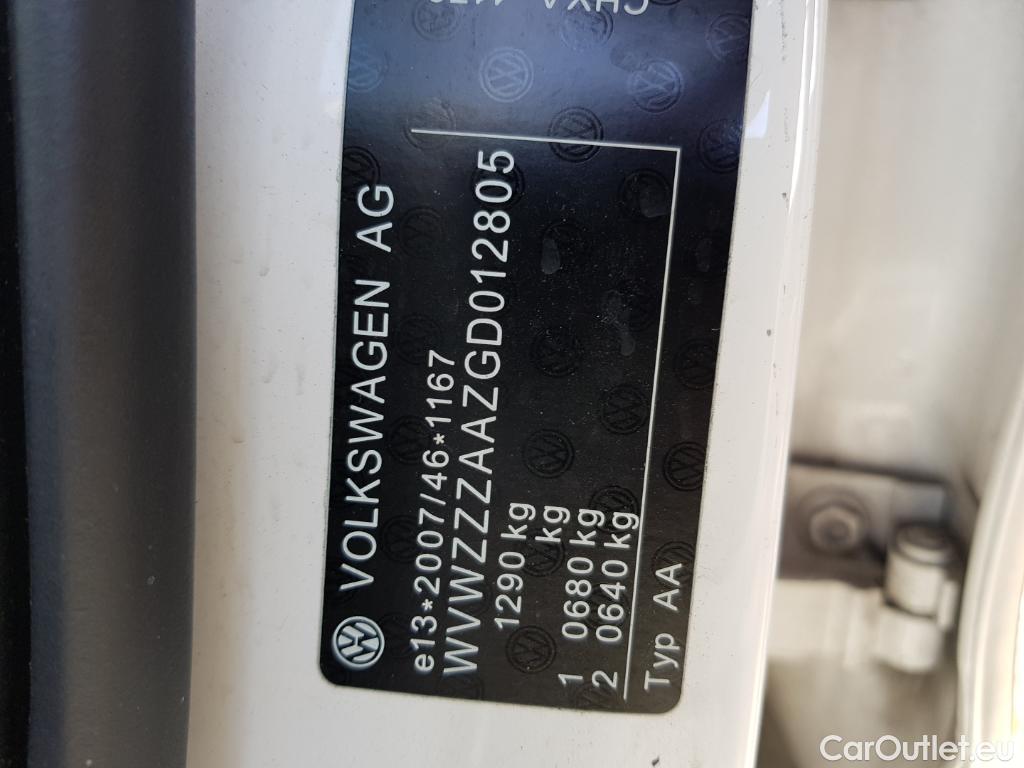 VOLKSWAGEN AG
e13*2007/46*1167
WVWZZZAAZGD012805
1290 kg
kg
1 0680 kg
2 0640 kg
Typ AA
CHXA
CarOutlet.eu